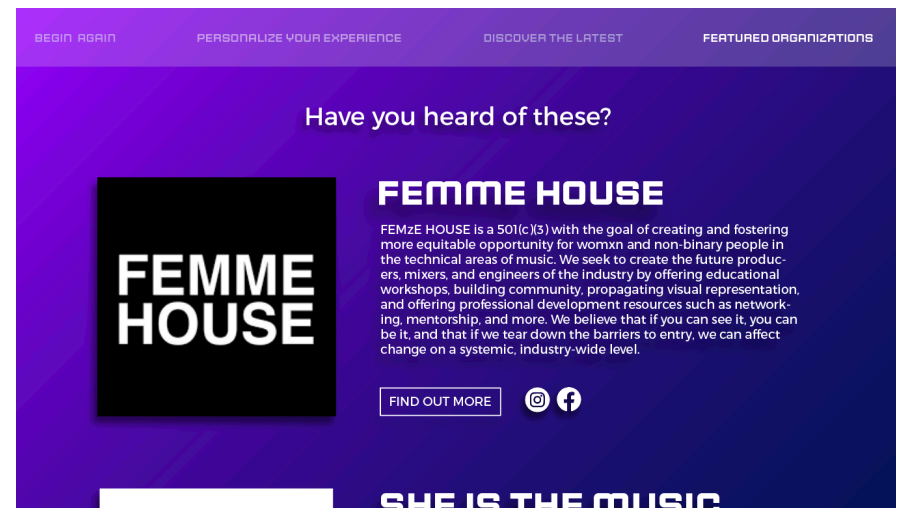 BEGIN AGAIN PERSONALIZE YOUR EXPERIENCE DISCOVER THE LATEST FEATURED ORGANIZATIONS
Have you heard of these?
FEMME
HOUSE
FEMME HOUSE
FEMzE HOUSE is a 501(c)(3) with the goal of creating and fostering
more equitable opportunity for womxn and non-binary people in
the technical areas of music. We seek to create the future produc-
ers, mixers, and engineers of the industry by offering educational
workshops, building community, propagating visual representation,
and offering professional development resources such as network-
ing, mentorship, and more. We believe that if you can see it, you can
be it, and that if we tear down the barriers to entry, we can affect
change on a systemic, industry-wide level.
FIND OUT MORE
SHE IS THE MUSIC